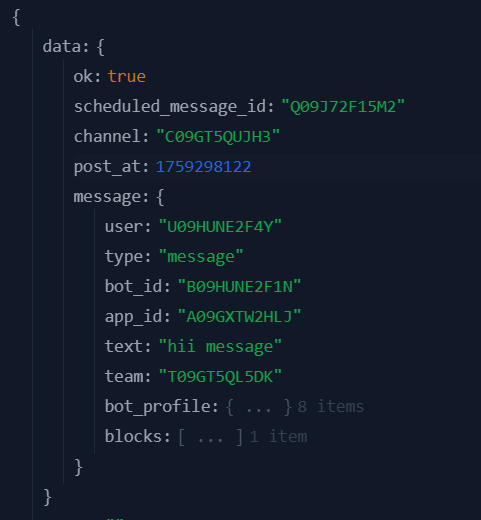 {
data: {
ok: true
scheduled_message_id: "Q09J72F15M2"
channel: "C09GT5QUJH3"
post_at: 1759298122
message: {
user: "U09HUNE2F4Y"
type: "message"
bot_id: "B09HUNE2F1N"
app_id: "A09GXTW2HLJ"
text: "hii message"
team: "T09GT5QL5DK"
bot_profile: { ... } 8 items
blocks: [ ... ] 1 item
}
}